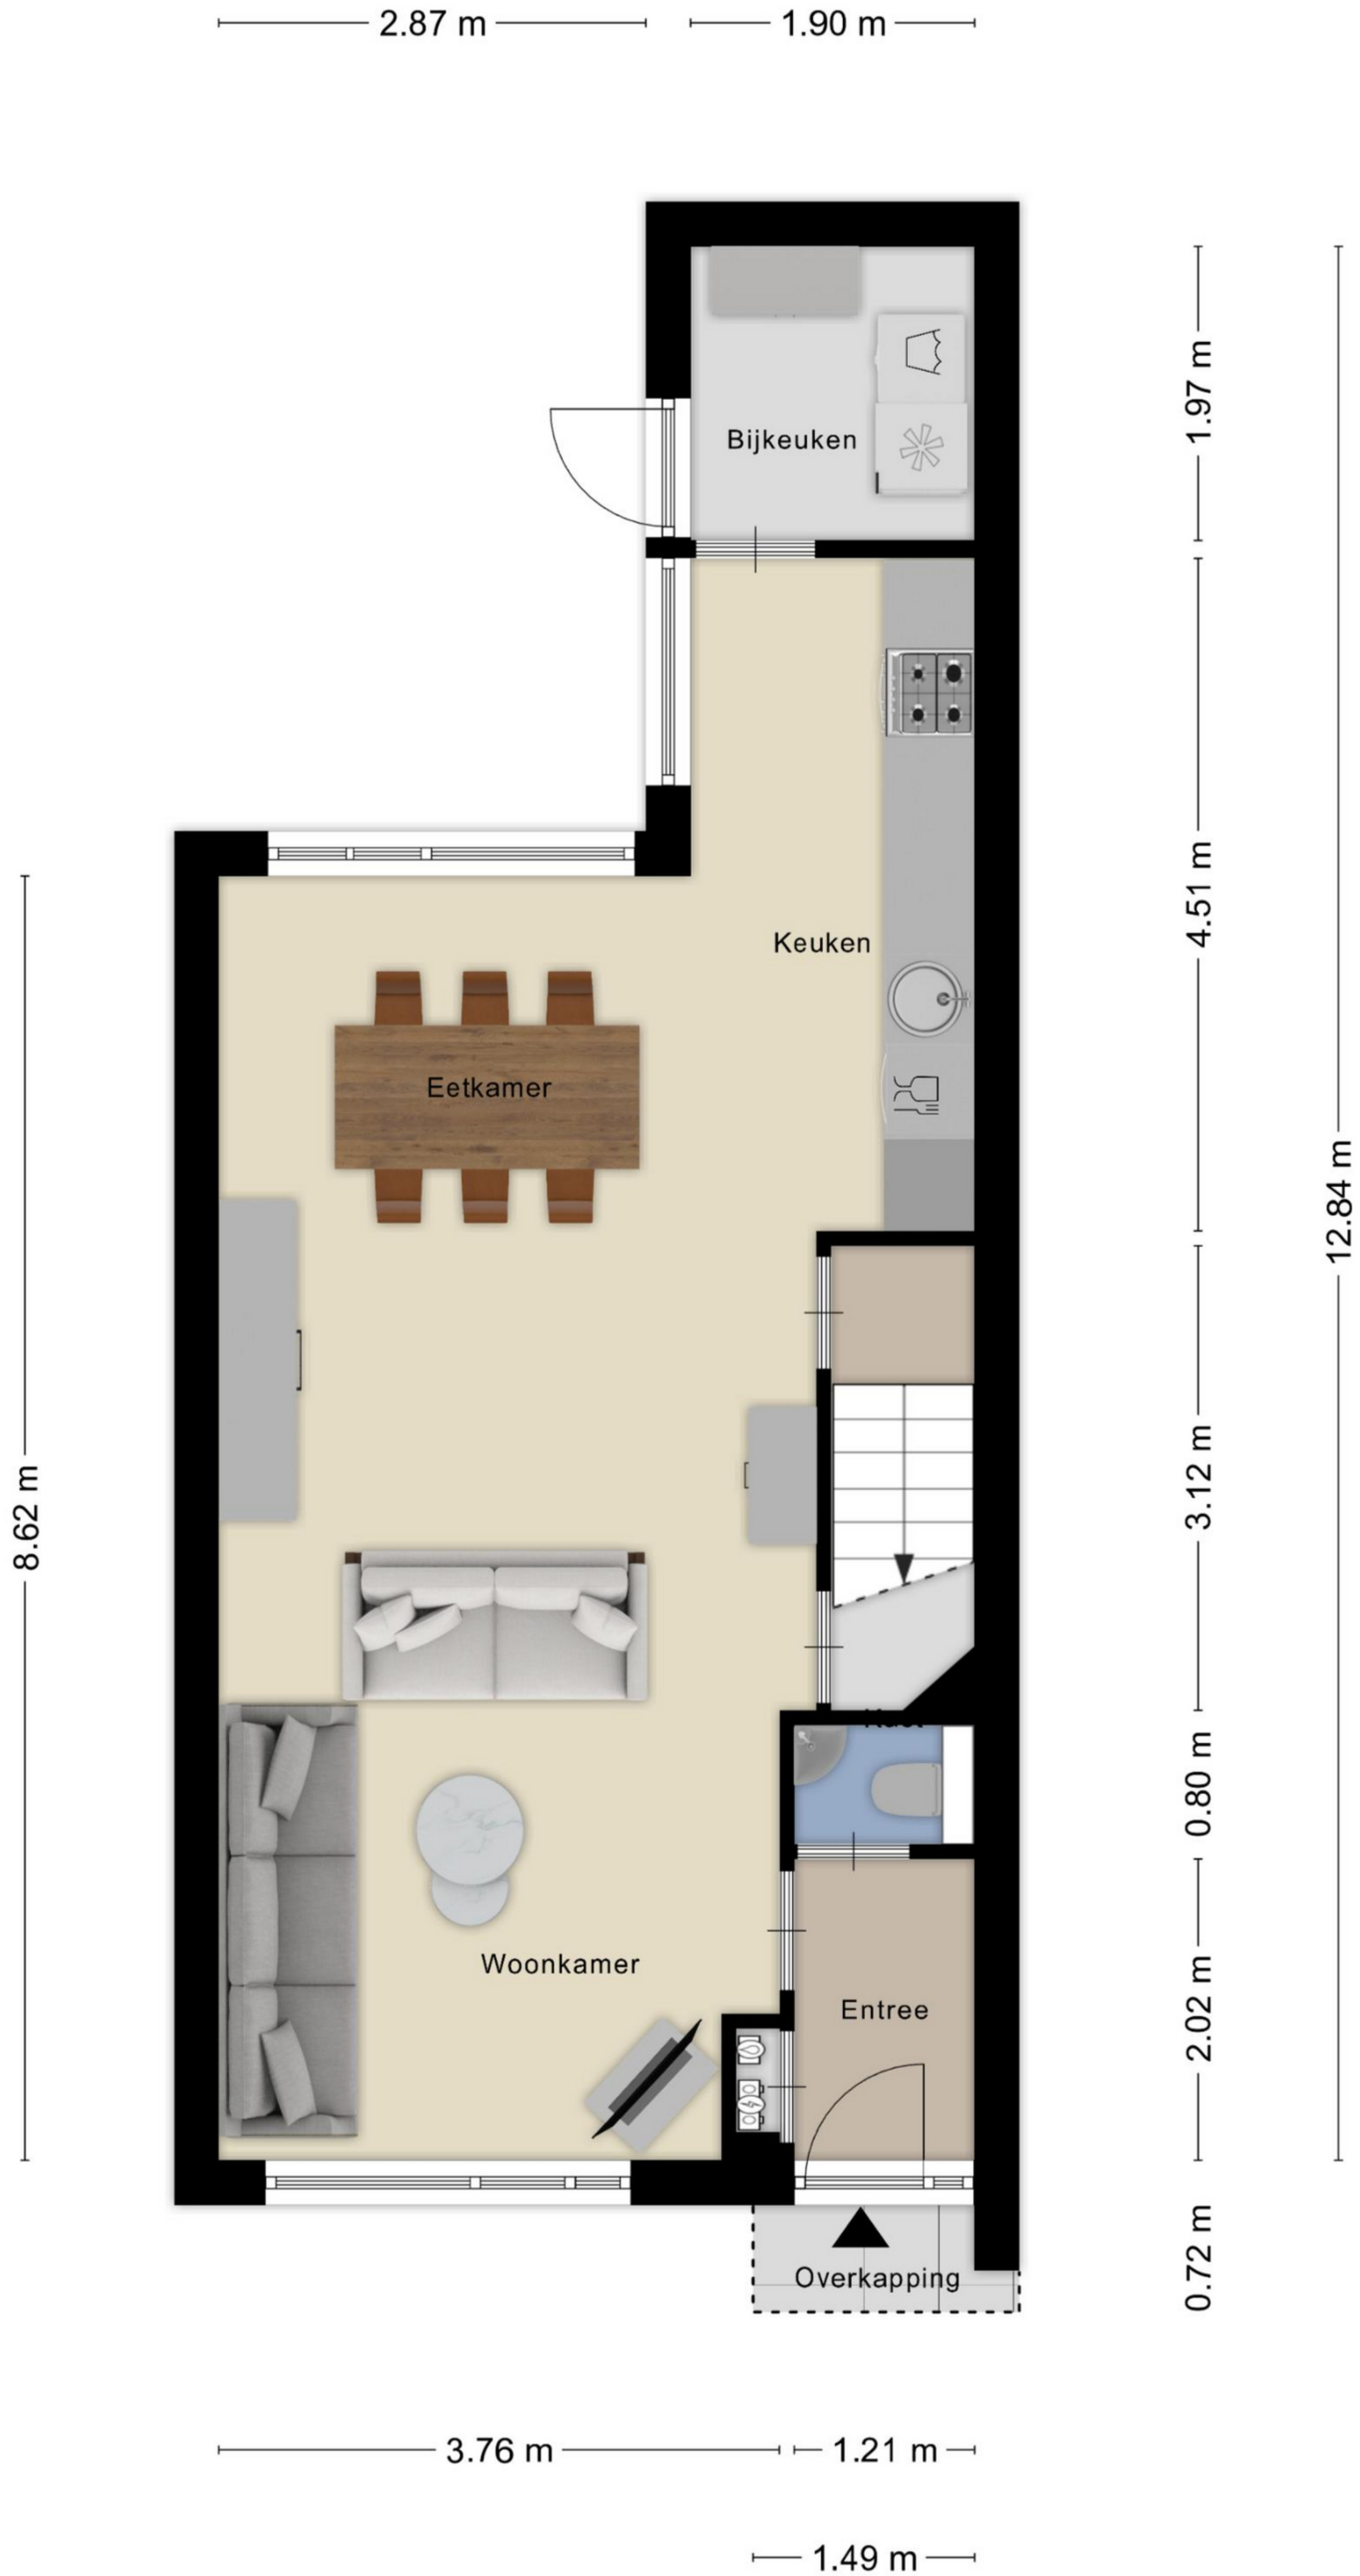 2.87 m
1.90 m
1.97 m
Bijkeuken
4.51 m
Keuken
Eetkamer
12.84 m
8.62 m
3.12 m
0.80 m
Woonkamer
Entree
2.02 m
0.72 m
Overkapping
3.76 m
1.21 m
1.49 m